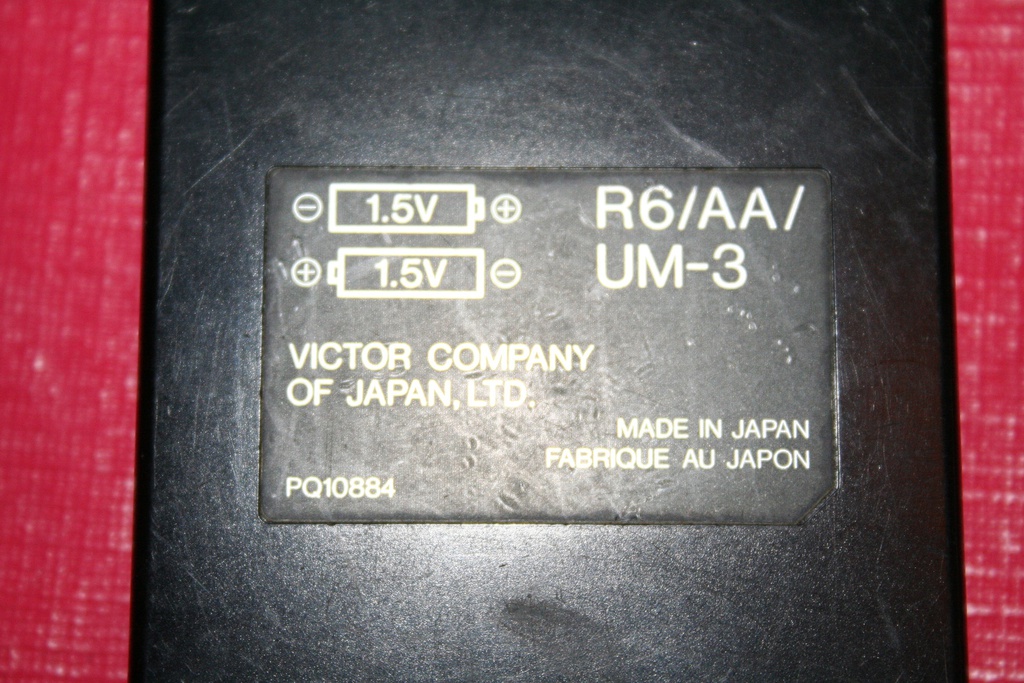 ⊖ 1.5V ⊕
⊕ 1.5V ⊖
R6/AA/
UM-3
VICTOR COMPANY
OF JAPAN, LTD.
MADE IN JAPAN
FABRIQUE AU JAPON
PQ10884